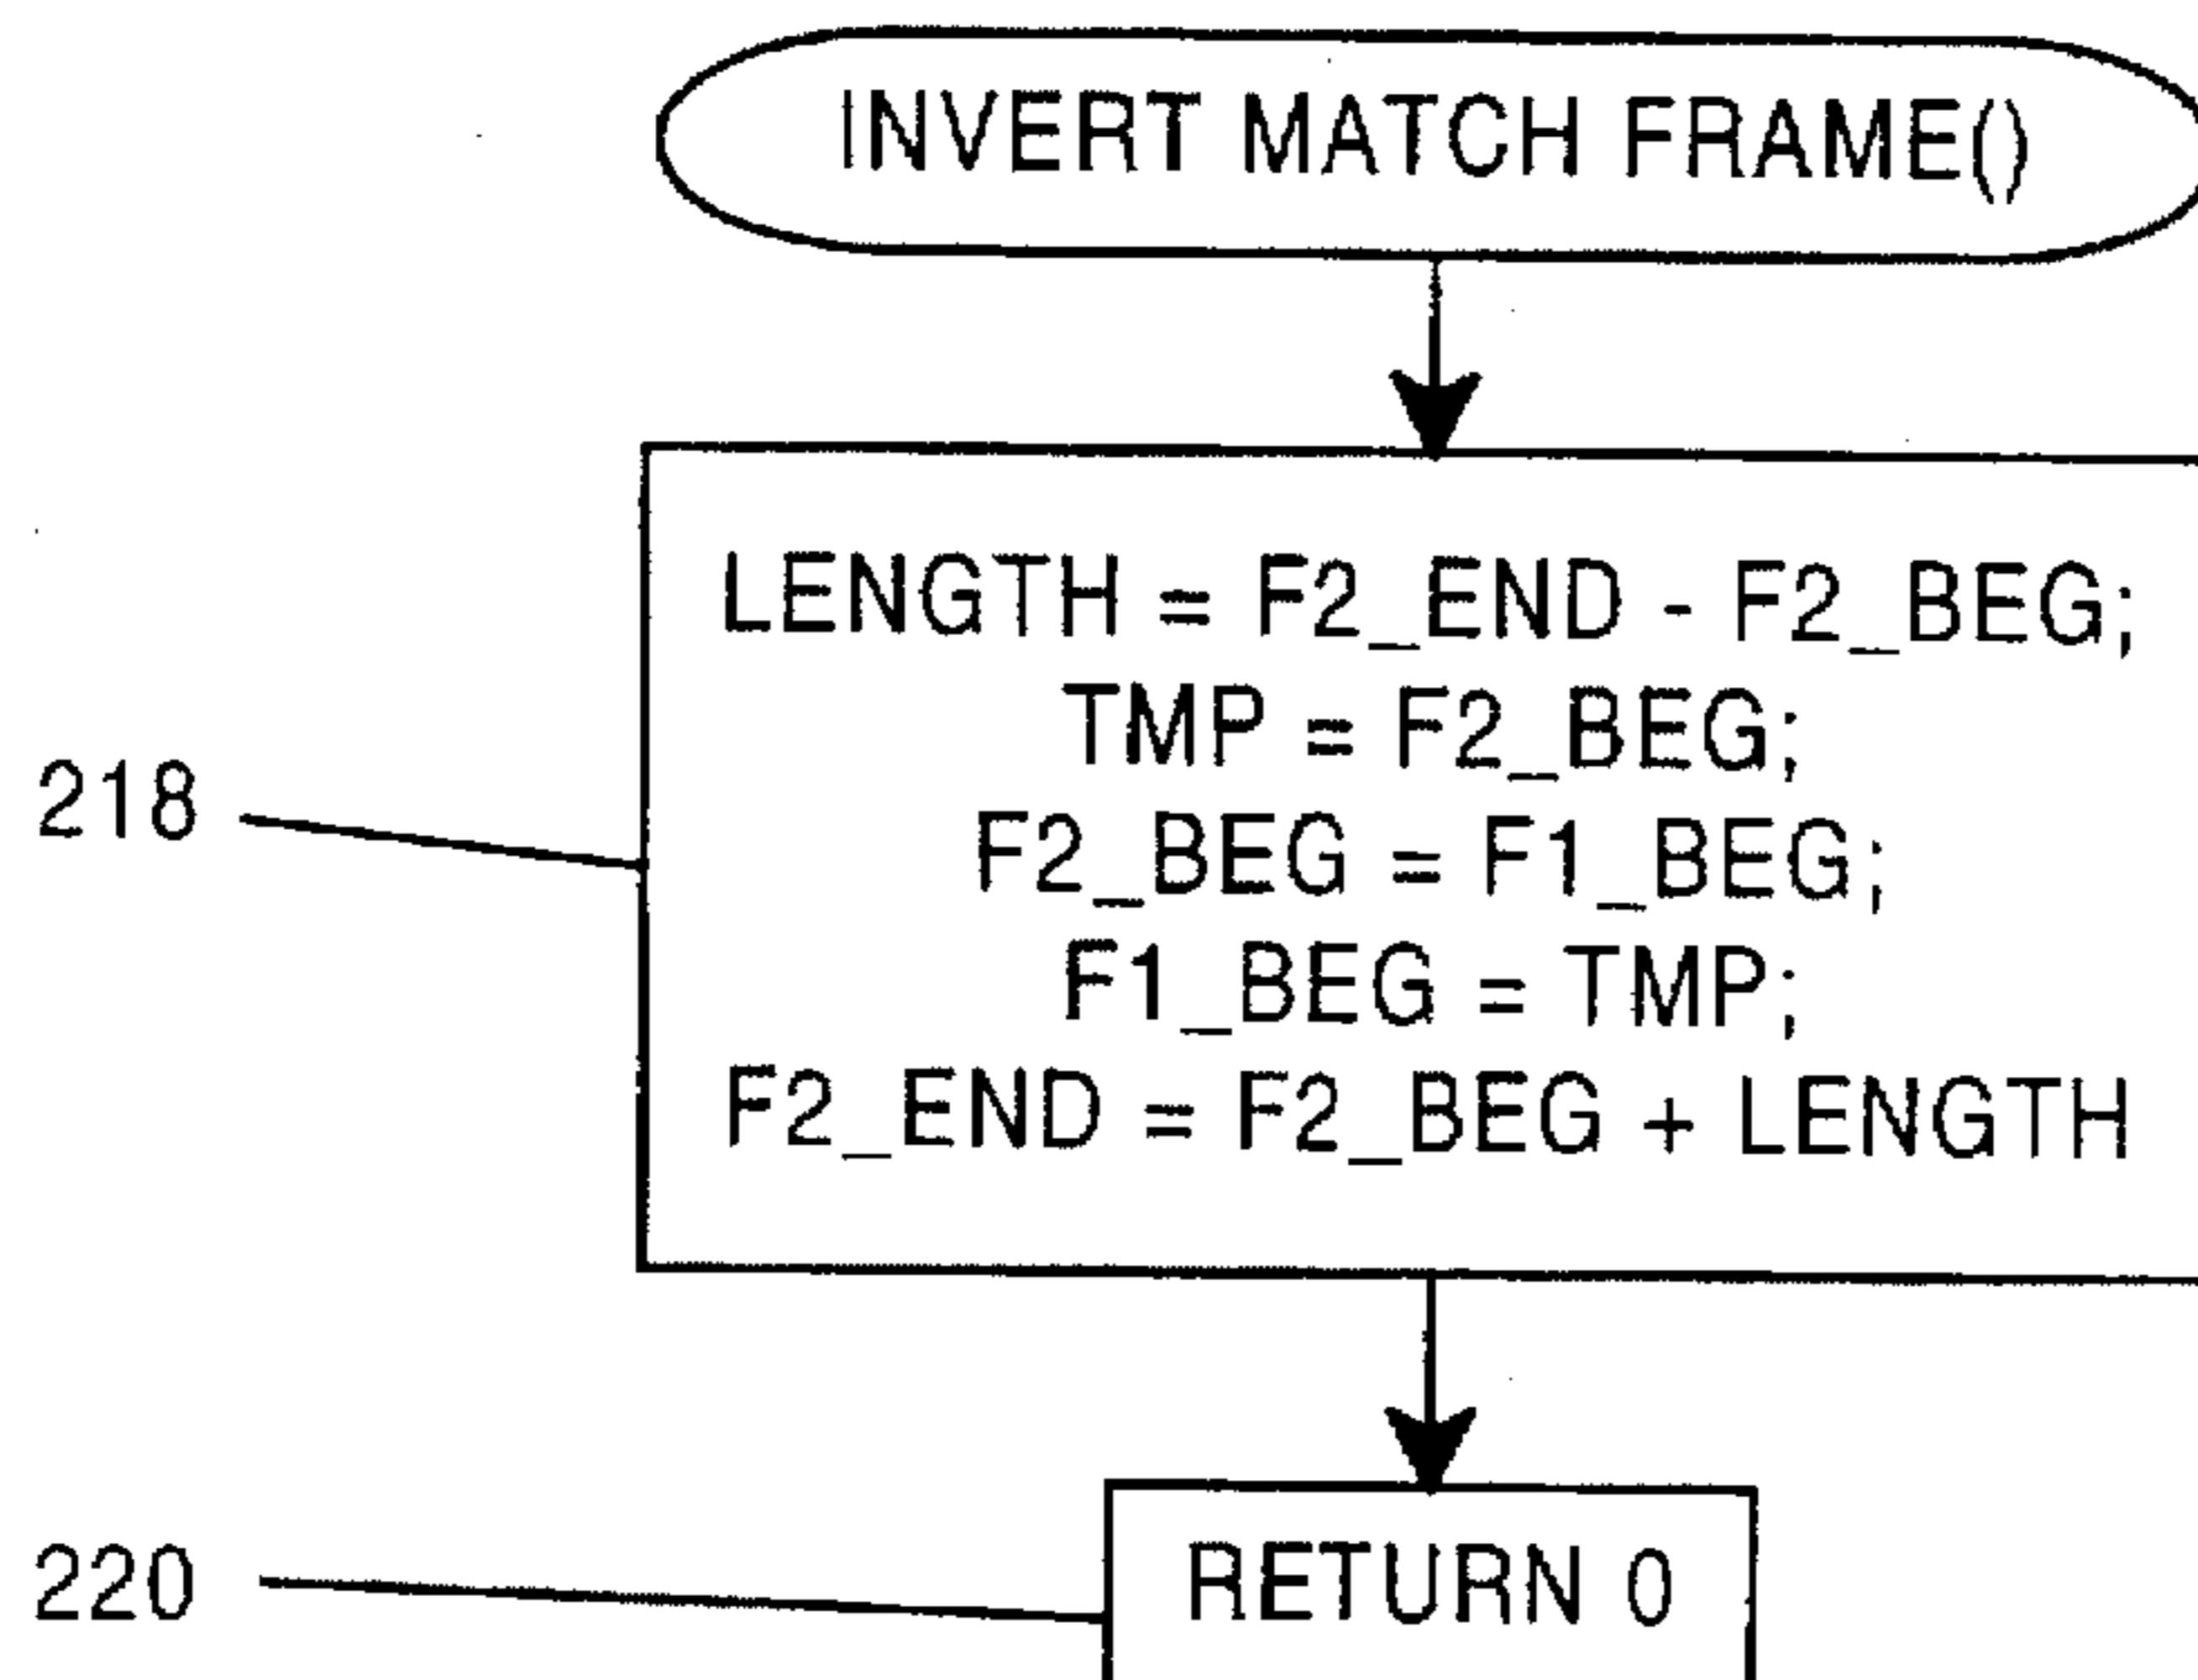 INVERT MATCH FRAME()
LENGTH = F2_END - F2_BEG;
TMP = F2_BEG;
218
F2_BEG = F1_BEG;
F1_BEG = TMP;
F2_END = F2_BEG + LENGTH
220
RETURN 0